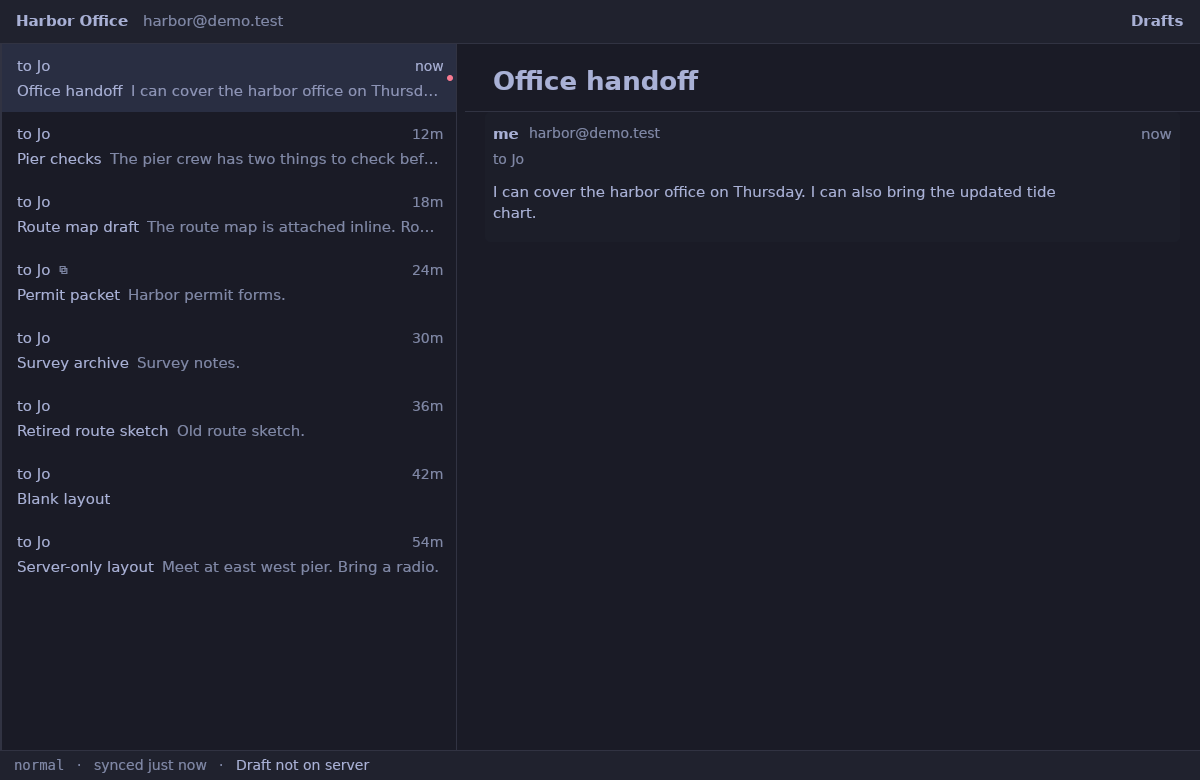 Harbor Office harbor@demo.test Drafts
to Jo now
Office handoff I can cover the harbor office on Thursd…
to Jo 12m
Pier checks The pier crew has two things to check bef…
to Jo 18m
Route map draft The route map is attached inline. Ro…
to Jo 24m
Permit packet Harbor permit forms.
to Jo 30m
Survey archive Survey notes.
to Jo 36m
Retired route sketch Old route sketch.
to Jo 42m
Blank layout
to Jo 54m
Server-only layout Meet at east west pier. Bring a radio.
Office handoff
me harbor@demo.test now
to Jo
I can cover the harbor office on Thursday. I can also bring the updated tide
chart.
normal · synced just now · Draft not on server